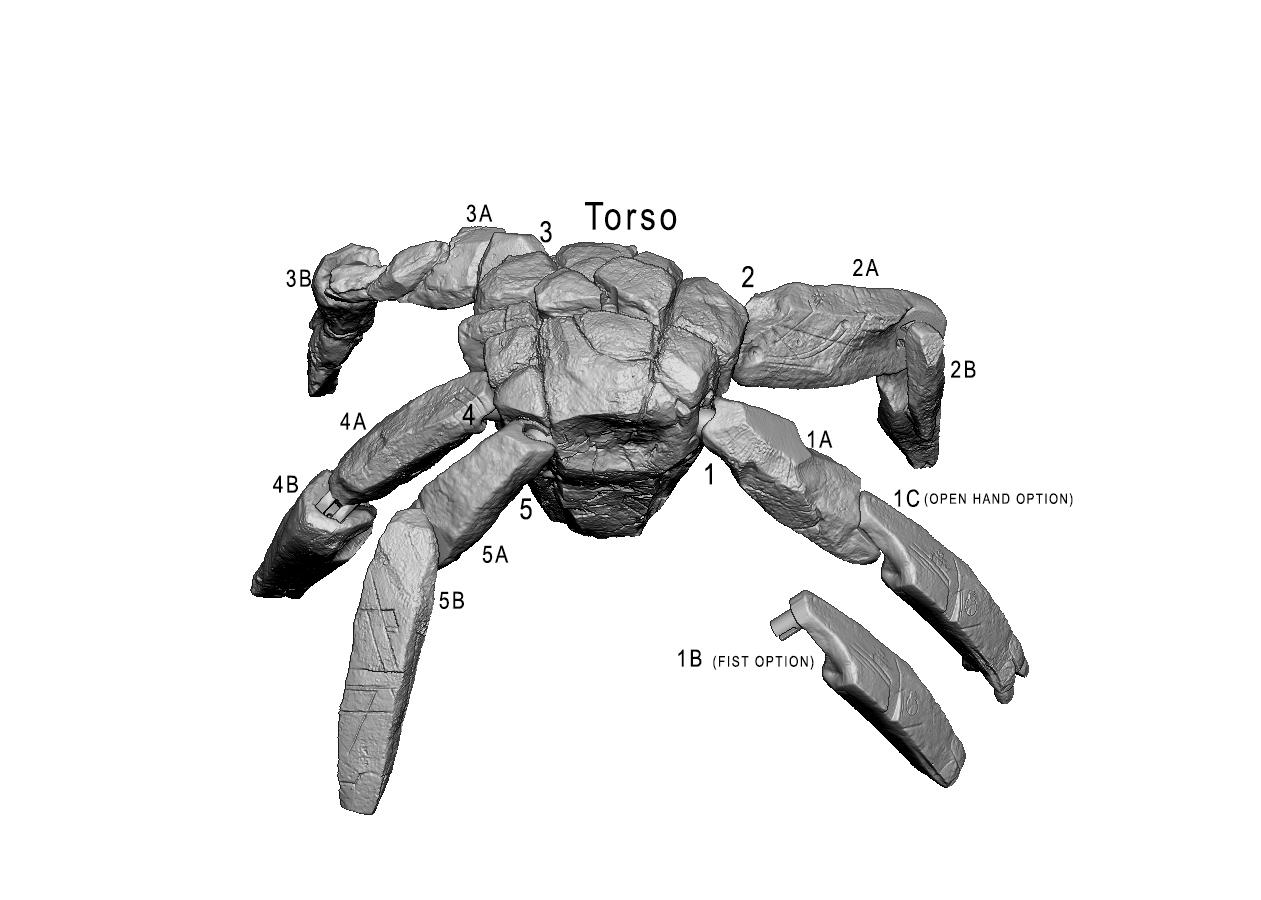 Torso
3A
3
3B
2
2A
2B
4A
4
1A
1
4B
1C (OPEN HAND OPTION)
5
5A
5B
1B (FIST OPTION)